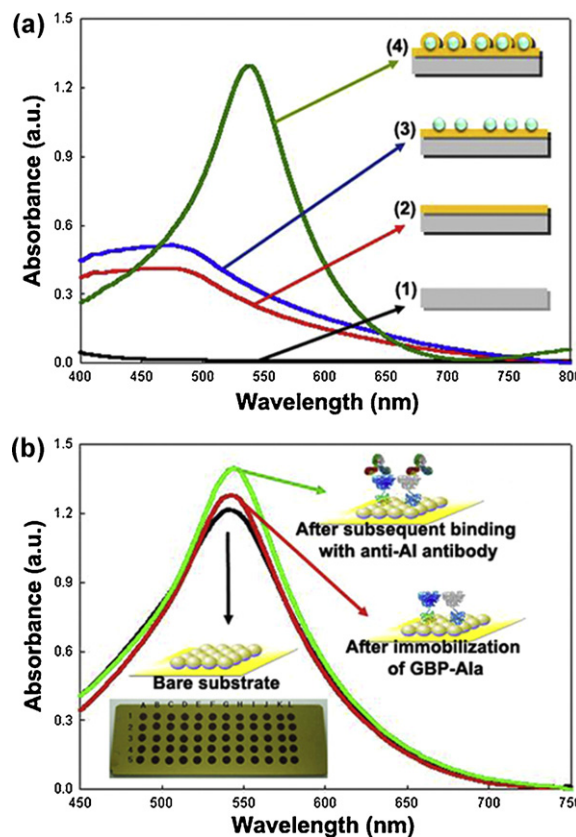 (a)
1.5
1.2
0.9
0.6
0.3
0.0
Absorbance (a.u.)
(4)
(3)
(2)
(1)
400 450 500 550 600 650 700 750 800
Wavelength (nm)
(b)
1.5
1.2
0.9
0.6
0.3
0.0
Absorbance (a.u.)
After subsequent binding
with anti-AI antibody
After immobilization
of GBP-AIa
Bare substrate
A B C D E F G H I J K L
1
2
3
4
5
450 500 550 600 650 700 750
Wavelength (nm)